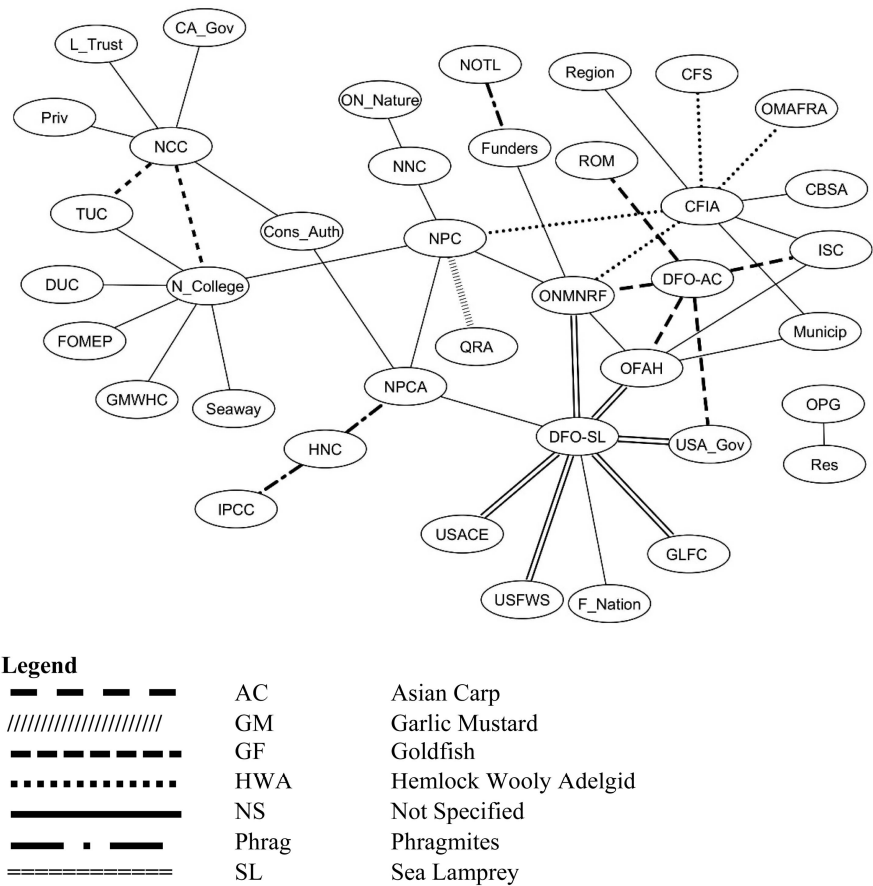 CA_Gov
L_Trust
NOTL
Region
CFS
ON_Nature
OMAFRA
Priv
NCC
Funders
ROM
NNC
CBSA
TUC
CFIA
Cons_Auth
NPC
ISC
DUC
N_College
ONMNRF
DFO-AC
FOMEP
QRA
Municip
OFAH
NPCA
GMWHC
Seaway
OPG
DFO-SL
USA_Gov
HNC
Res
IPCC
USACE
GLFC
USFWS
F_Nation
Legend
AC Asian Carp
GM Garlic Mustard
GF Goldfish
HWA Hemlock Wooly Adelgid
NS Not Specified
Phrag Phragmites
SL Sea Lamprey